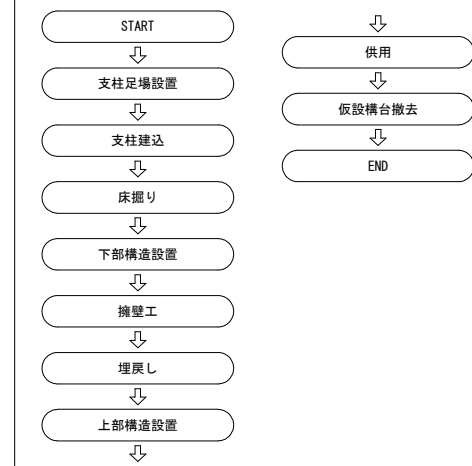 START
支柱足場設置
支柱建込
床掘り
下部構造設置
擁壁工
埋戻し
上部構造設置
供用
仮設構台撤去
END